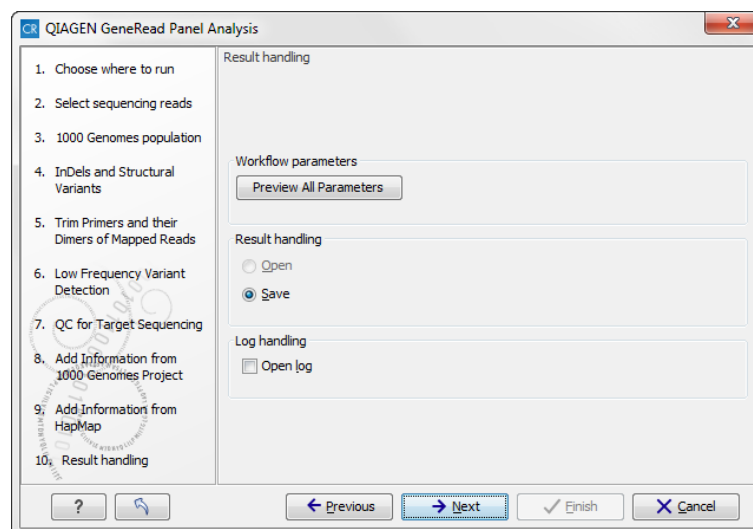 CR QIAGEN GeneRead Panel Analysis
x
1. Choose where to run
2. Select sequencing reads
3. 1000 Genomes population
4. InDels and Structural
Variants
5. Trim Primers and their
Dimers of Mapped Reads
6. Low Frequency Variant
Detection
7. QC for Target Sequencing
8. Add Information from
1000 Genomes Project
9. Add Information from
HapMap
10. Result handling
Result handling
Workflow parameters
Preview All Parameters
Result handling
Open
Save
Log handling
Open log
?
Previous
Next
Finish
Cancel